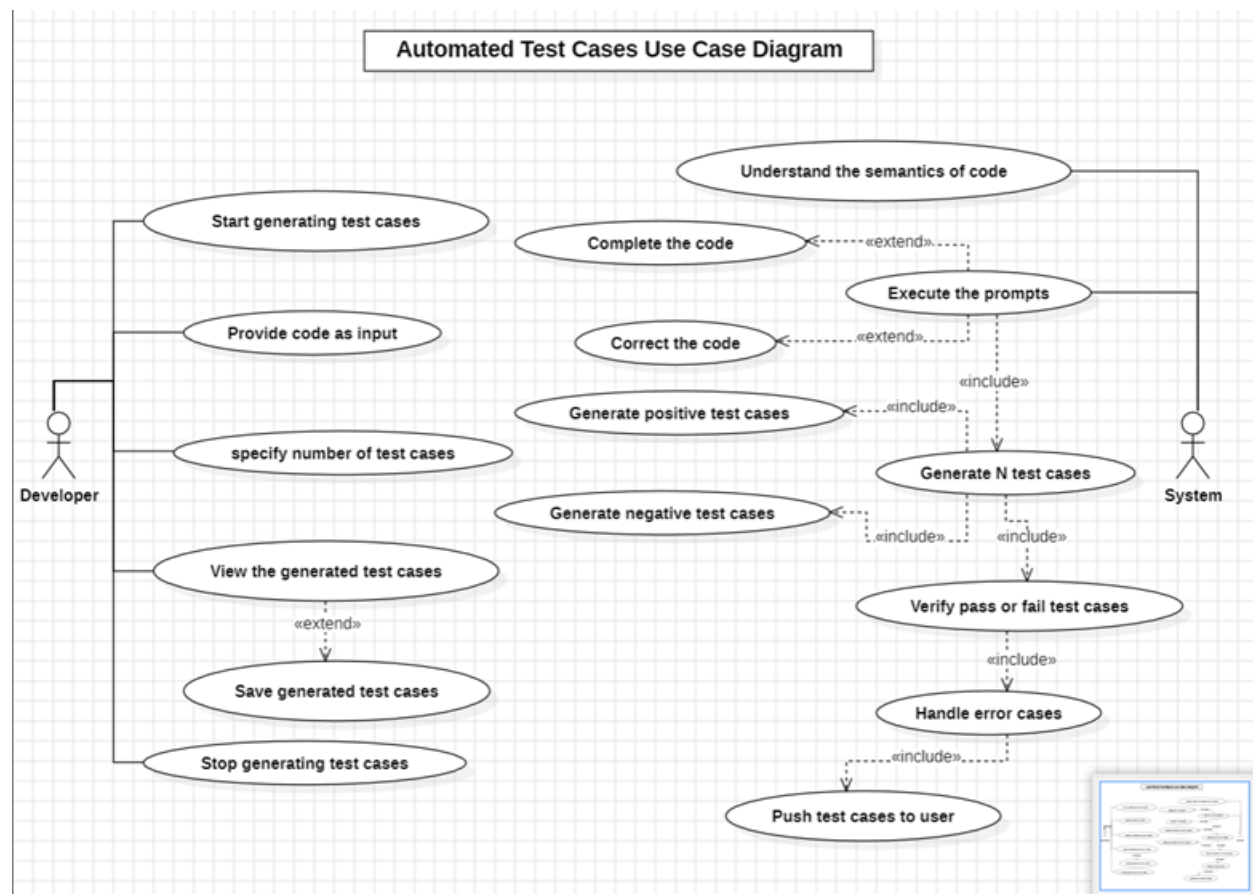 Automated Test Cases Use Case Diagram
Understand the semantics of code
Start generating test cases
Complete the code
«extend»
Execute the prompts
Provide code as input
Correct the code
«extend»
«include»
Generate positive test cases
«include»
specify number of test cases
Generate N test cases
Developer
System
Generate negative test cases
«include»
«include»
View the generated test cases
Verify pass or fail test cases
«extend»
«include»
Save generated test cases
Handle error cases
Stop generating test cases
«include»
Push test cases to user